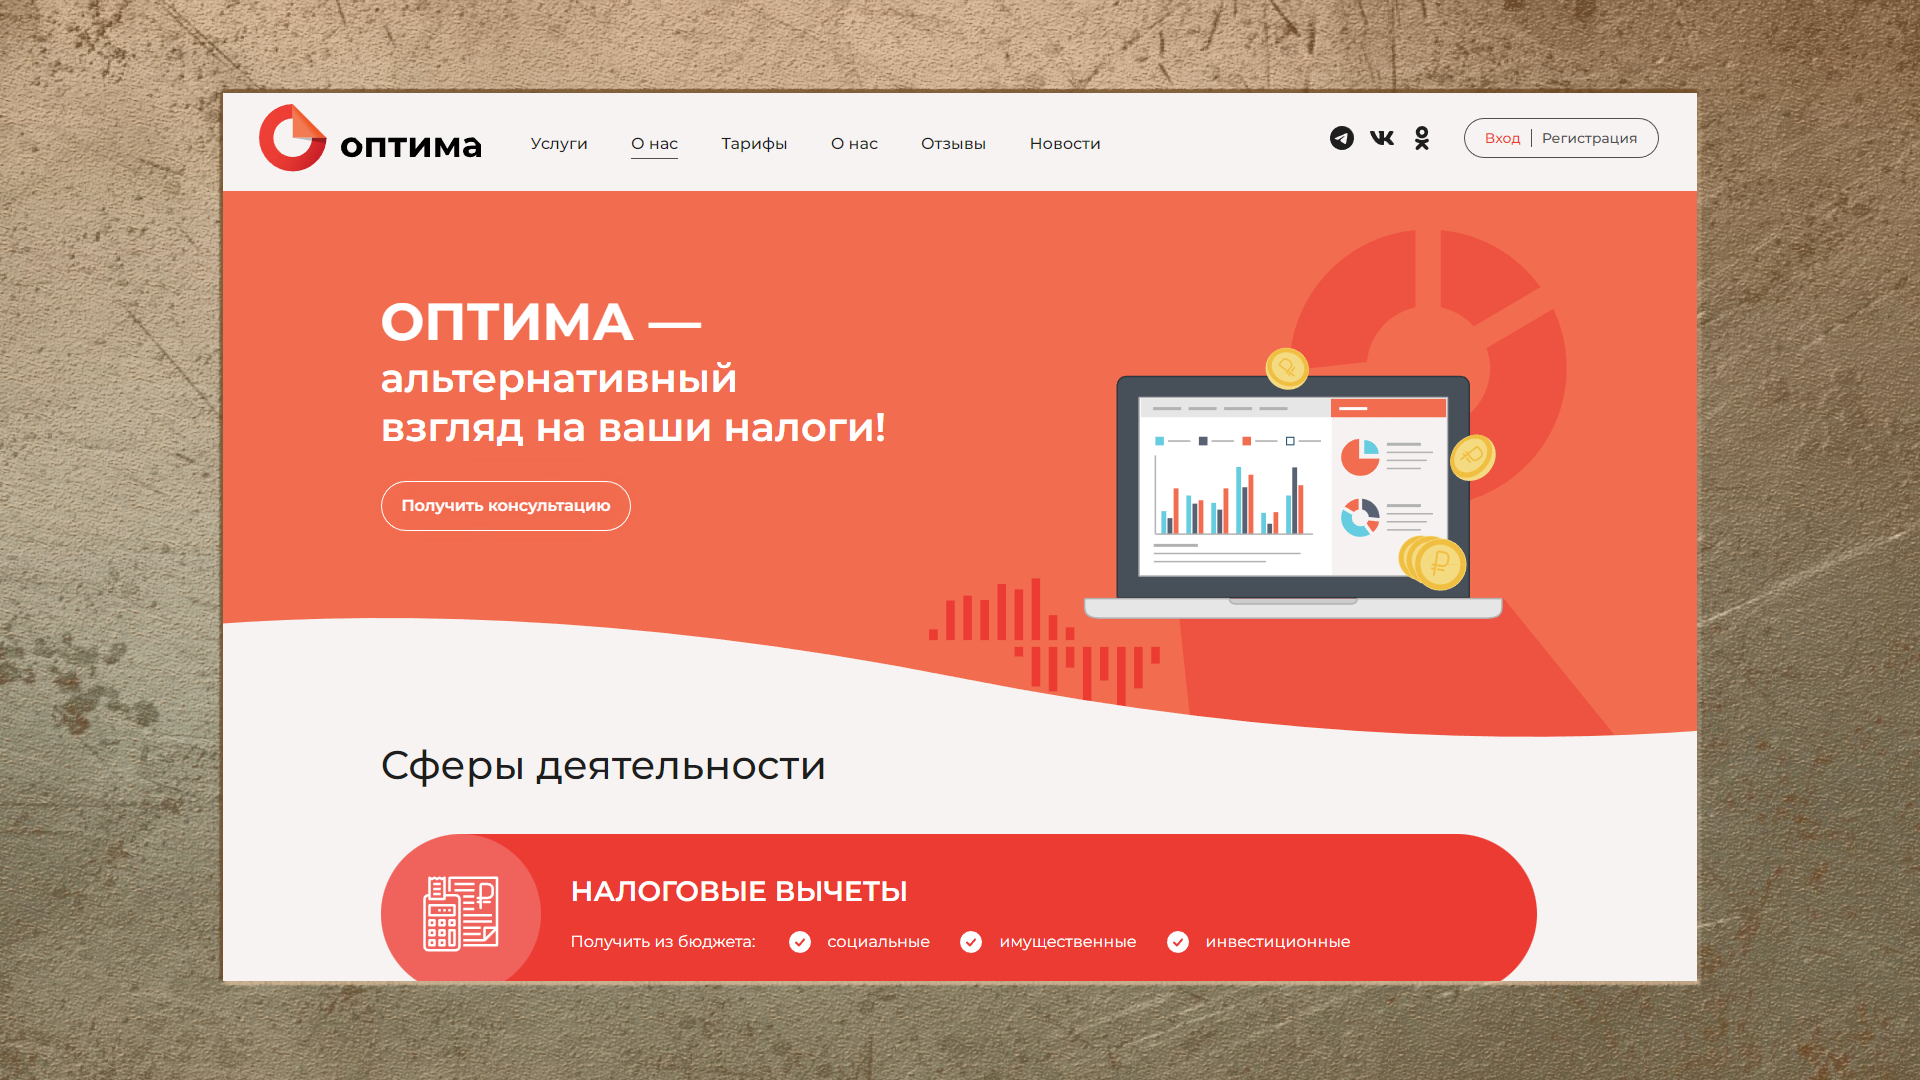 оптима
Услуги
О нас
Тарифы
О нас
Отзывы
Новости
Вход | Регистрация
ОПТИМА —
альтернативный
взгляд на ваши налоги!
Получить консультацию
Сферы деятельности
НАЛОГОВЫЕ ВЫЧЕТЫ
Получить из бюджета: социальные имущественные инвестиционные